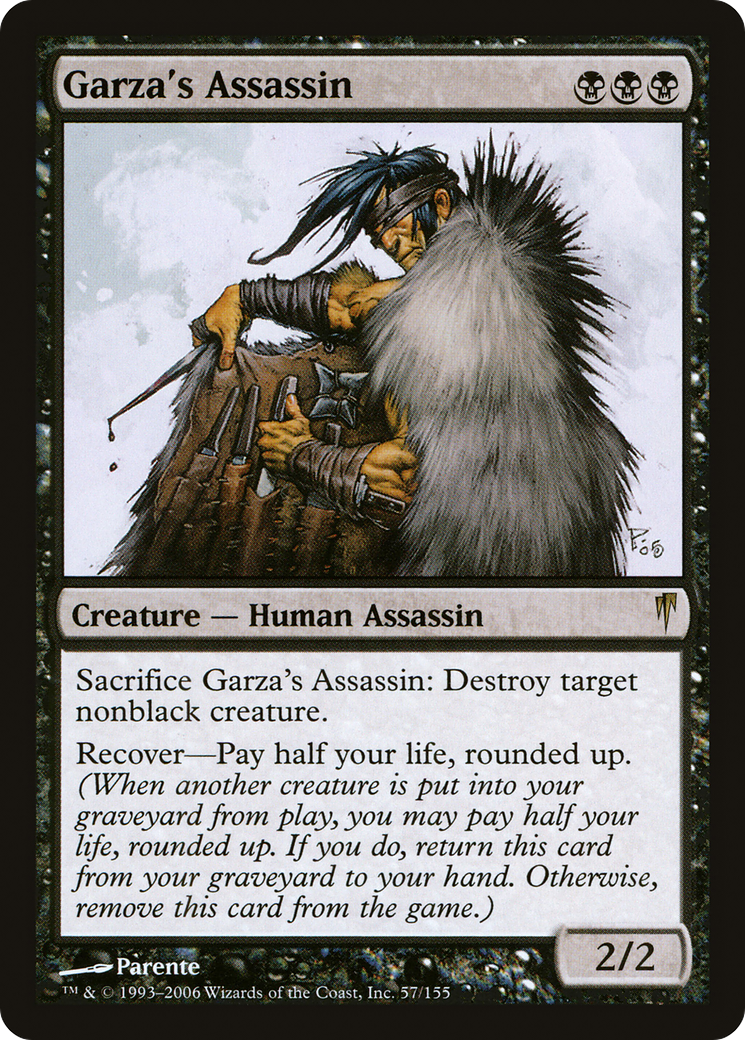 Garza's Assassin
Creature — Human Assassin
Sacrifice Garza's Assassin: Destroy target
nonblack creature.
Recover—Pay half your life, rounded up.
(When another creature is put into your
graveyard from play, you may pay half your
life, rounded up. If you do, return this card
from your graveyard to your hand. Otherwise,
remove this card from the game.)
2/2
Parente
™ & © 1993–2006 Wizards of the Coast, Inc. 57/155